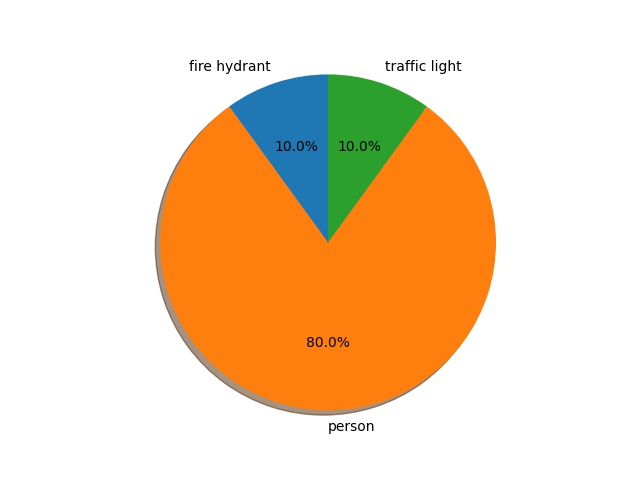 fire hydrant
traffic light
10.0%
10.0%
80.0%
person